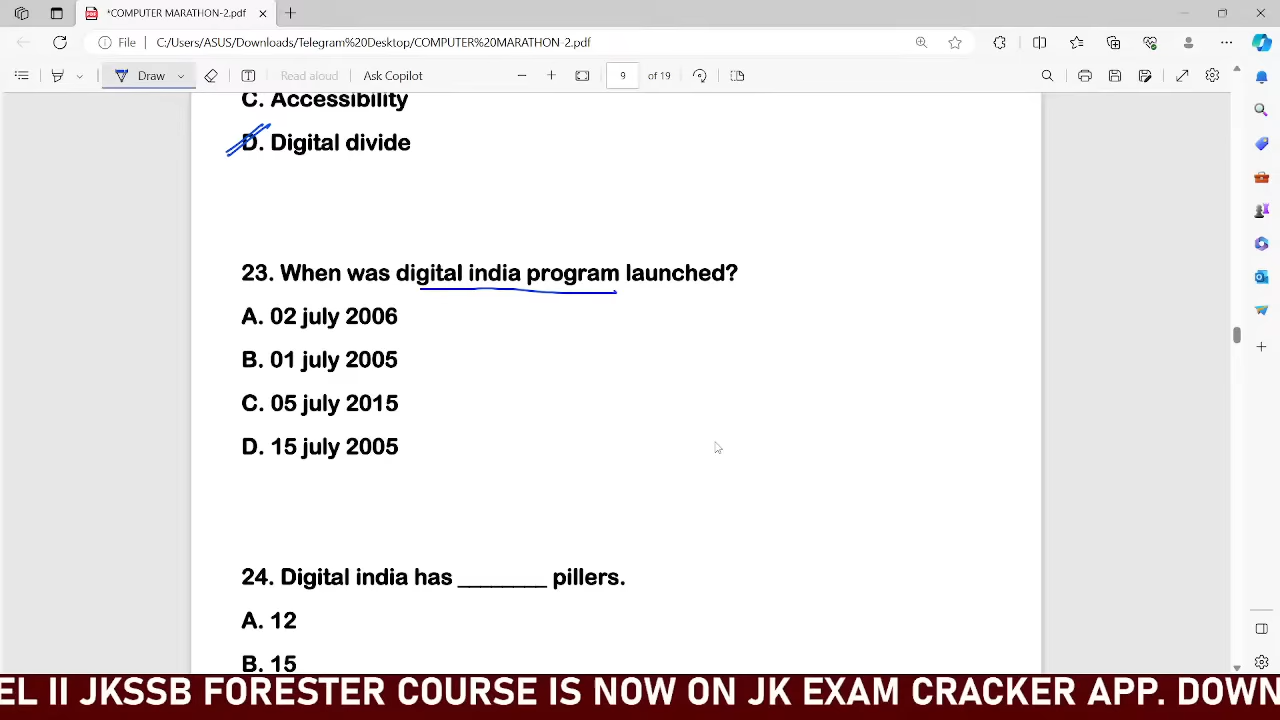 *COMPUTER MARATHON-2.pdf
File C:/Users/ASUS/Downloads/Telegram%20Desktop/COMPUTER%20MARATHON-2.pdf
Draw Read aloud Ask Copilot 9 of 19
C. Accessibility
D. Digital divide
23. When was digital india program launched?
A. 02 july 2006
B. 01 july 2005
C. 05 july 2015
D. 15 july 2005
24. Digital india has ________ pillers.
A. 12
B. 15
EL II JKSSB FORESTER COURSE IS NOW ON JK EXAM CRACKER APP. DOWN